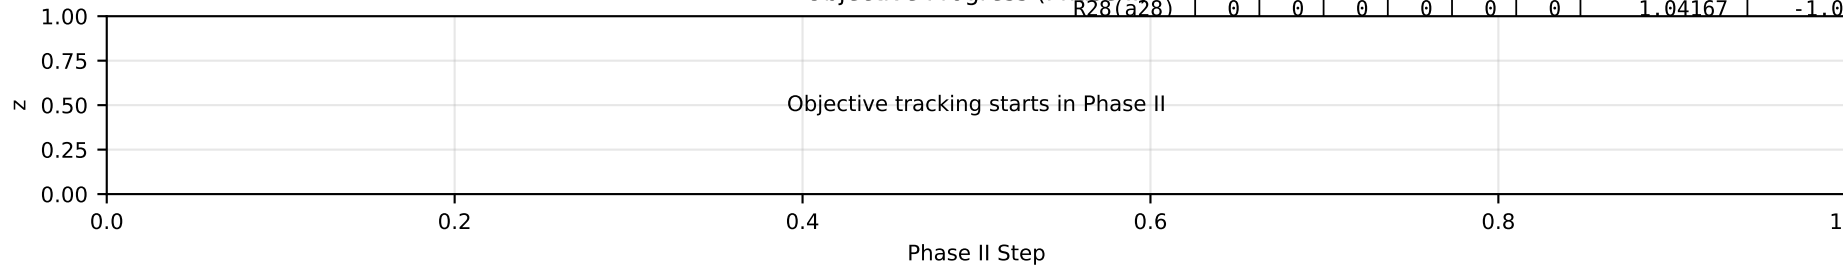 R28(a28) | 0 | 0 | 0 | 0 | 0 | 0 | 1.04167 | -1.0
1.00
0.75
z 0.50 Objective tracking starts in Phase II
0.25
0.00
0.0 0.2 0.4 0.6 0.8
Phase II Step